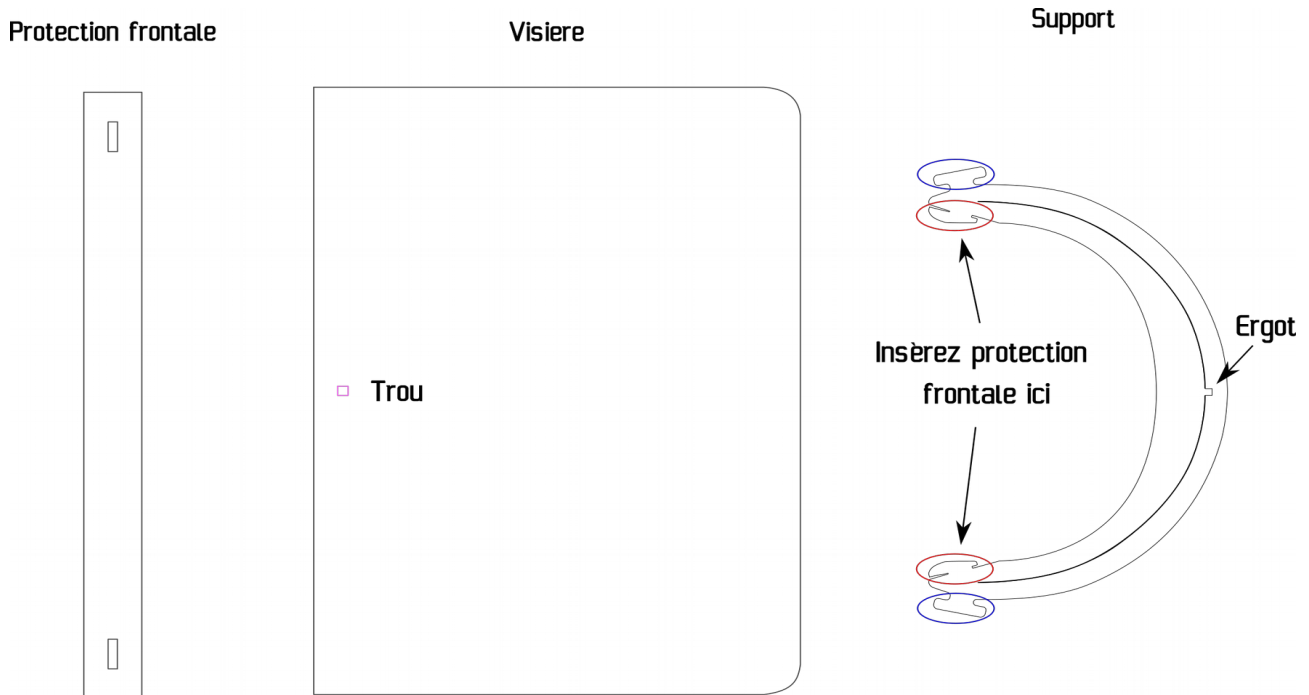 Protection frontale
Visiere
Support
Trou
Insèrez protection
frontale ici
Ergot